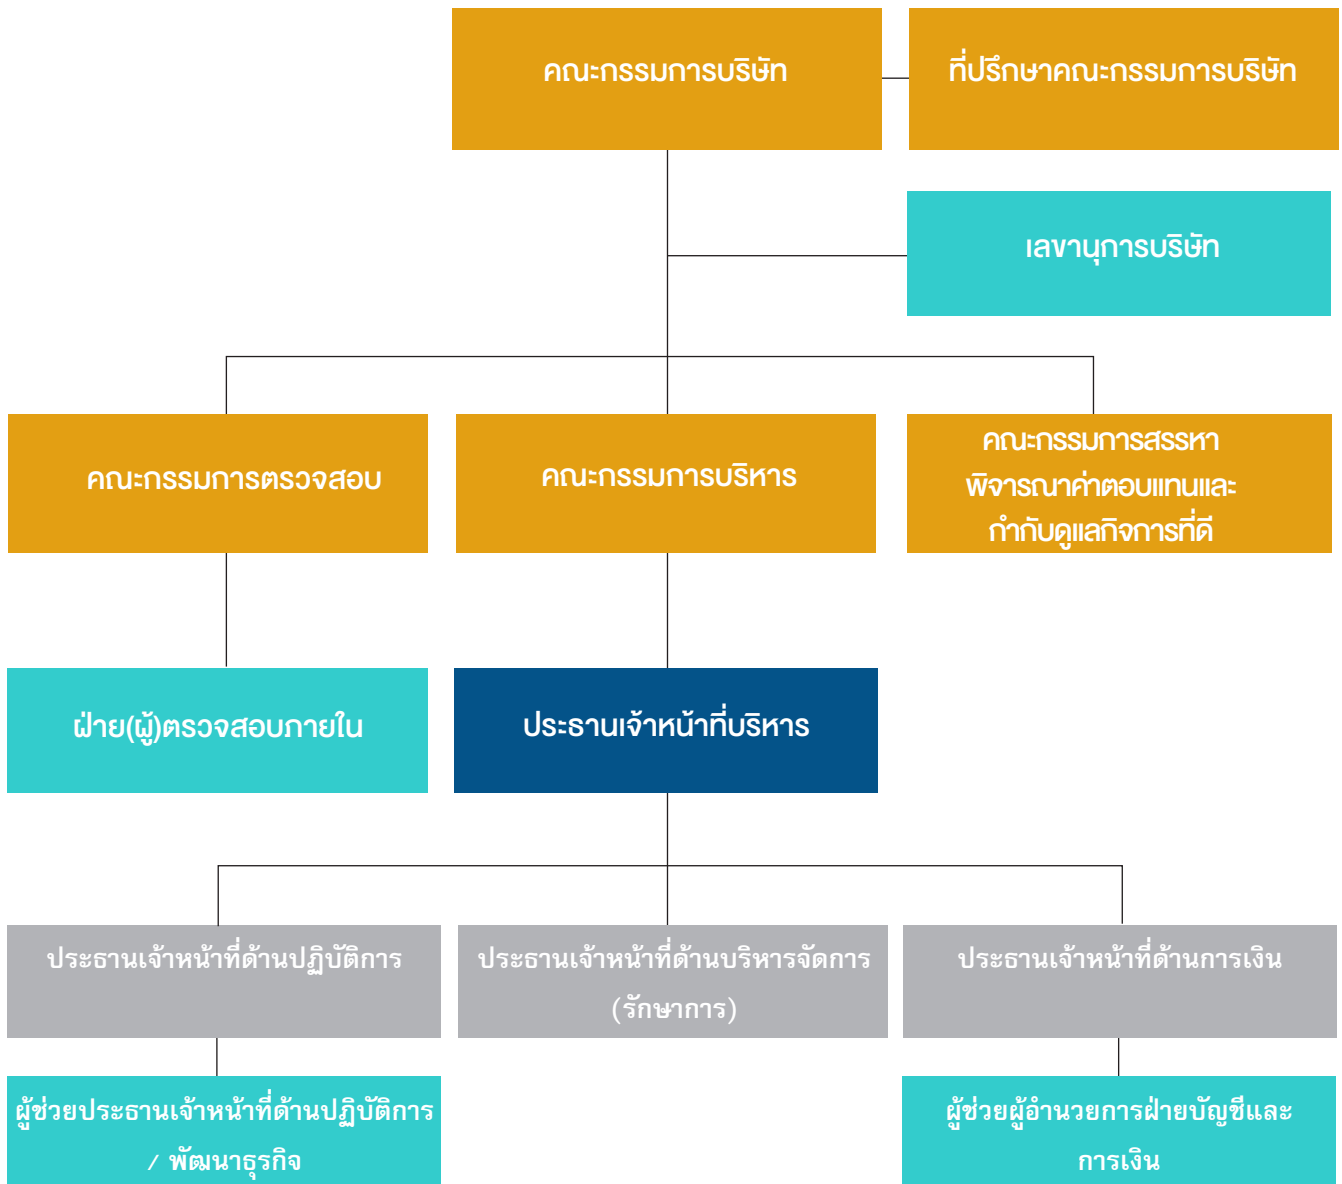 คณะกรรมการบริษัท
ที่ปรึกษาคณะกรรมการบริษัท
เลขานุการบริษัท
คณะกรรมการตรวจสอบ
คณะกรรมการบริหาร
คณะกรรมการสรรหา
พิจารณาค่าตอบแทนและ
กำกับดูแลกิจการที่ดี
ฝ่าย(ผู้)ตรวจสอบภายใน
ประธานเจ้าหน้าที่บริหาร
ประธานเจ้าหน้าที่ด้านปฏิบัติการ
ประธานเจ้าหน้าที่ด้านบริหารจัดการ
(รักษาการ)
ประธานเจ้าหน้าที่ด้านการเงิน
ผู้ช่วยประธานเจ้าหน้าที่ด้านปฏิบัติการ
/ พัฒนาธุรกิจ
ผู้ช่วยผู้อำนวยการฝ่ายบัญชีและ
การเงิน